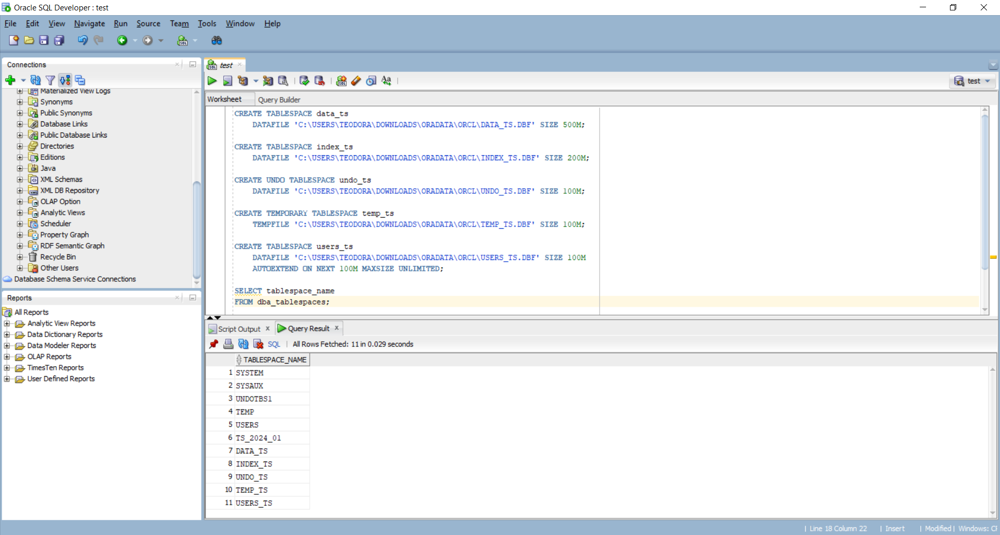 Oracle SQL Developer : test
File Edit View Navigate Run Source Team Tools Window Help
Connections
Materialized View Logs
Synonyms
Public Synonyms
Database Links
Public Database Links
Directories
Editions
Java
XML Schemas
XML DB Repository
OLAP Option
Analytic Views
Scheduler
Property Graph
RDF Semantic Graph
Recycle Bin
Other Users
Database Schema Service Connections
Reports
All Reports
Analytic View Reports
Data Dictionary Reports
Data Modeler Reports
OLAP Reports
TimesTen Reports
User Defined Reports
test
test
Worksheet Query Builder
CREATE TABLESPACE data_ts
DATAFILE 'C:\USERS\TEODORA\DOWNLOADS\ORADATA\ORCL\DATA_TS.DBF' SIZE 500M;
CREATE TABLESPACE index_ts
DATAFILE 'C:\USERS\TEODORA\DOWNLOADS\ORADATA\ORCL\INDEX_TS.DBF' SIZE 200M;
CREATE UNDO TABLESPACE undo_ts
DATAFILE 'C:\USERS\TEODORA\DOWNLOADS\ORADATA\ORCL\UNDO_TS.DBF' SIZE 100M;
CREATE TEMPORARY TABLESPACE temp_ts
TEMPFILE 'C:\USERS\TEODORA\DOWNLOADS\ORADATA\ORCL\TEMP_TS.DBF' SIZE 100M;
CREATE TABLESPACE users_ts
DATAFILE 'C:\USERS\TEODORA\DOWNLOADS\ORADATA\ORCL\USERS_TS.DBF' SIZE 100M
AUTOEXTEND ON NEXT 100M MAXSIZE UNLIMITED;
SELECT tablespace_name
FROM dba_tablespaces;
Script Output x Query Result x
SQL | All Rows Fetched: 11 in 0.029 seconds
TABLESPACE_NAME
1 SYSTEM
2 SYSAUX
3 UNDOTBS1
4 TEMP
5 USERS
6 TS_2024_01
7 DATA_TS
8 INDEX_TS
9 UNDO_TS
10 TEMP_TS
11 USERS_TS
| Line 18 Column 22 | Insert | Modified | Windows: